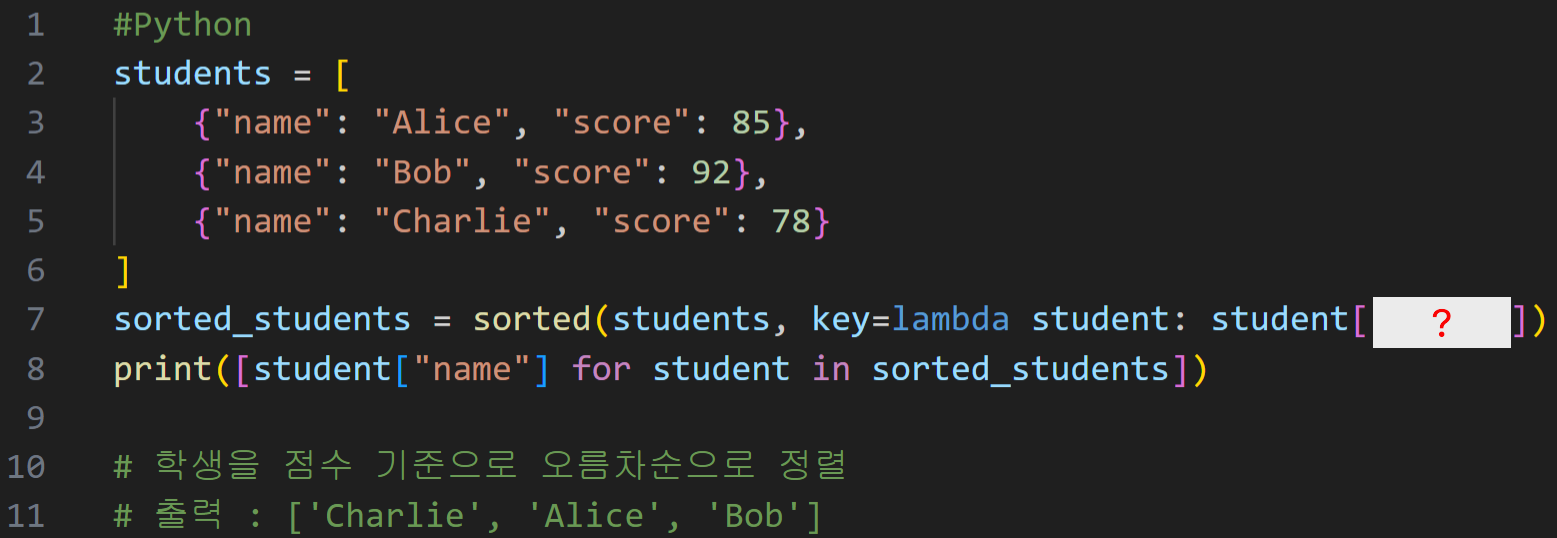 1 #Python
2 students = [
3     {"name": "Alice", "score": 85},
4     {"name": "Bob", "score": 92},
5     {"name": "Charlie", "score": 78}
6 ]
7 sorted_students = sorted(students, key=lambda student: student[ ? ])
8 print([student["name"] for student in sorted_students])
9
10 # 학생을 점수 기준으로 오름차순으로 정렬
11 # 출력 : ['Charlie', 'Alice', 'Bob']